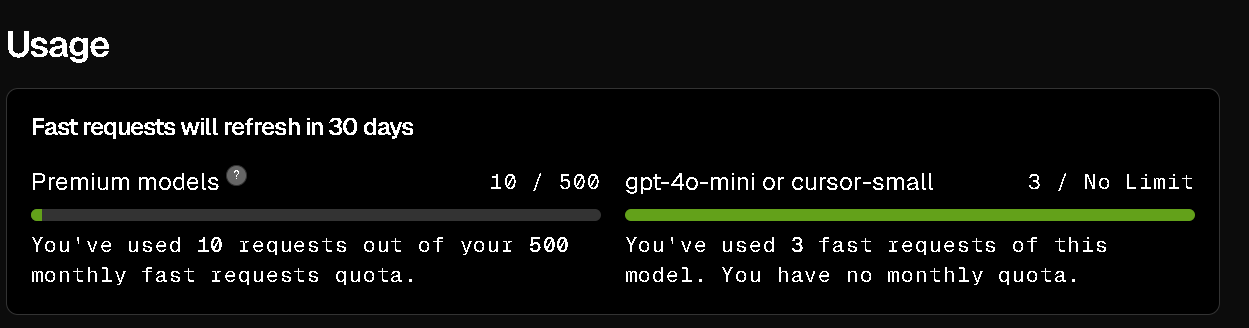 Usage
Fast requests will refresh in 30 days
Premium models ? 10 / 500
You've used 10 requests out of your 500
monthly fast requests quota.
gpt-4o-mini or cursor-small 3 / No Limit
You've used 3 fast requests of this
model. You have no monthly quota.